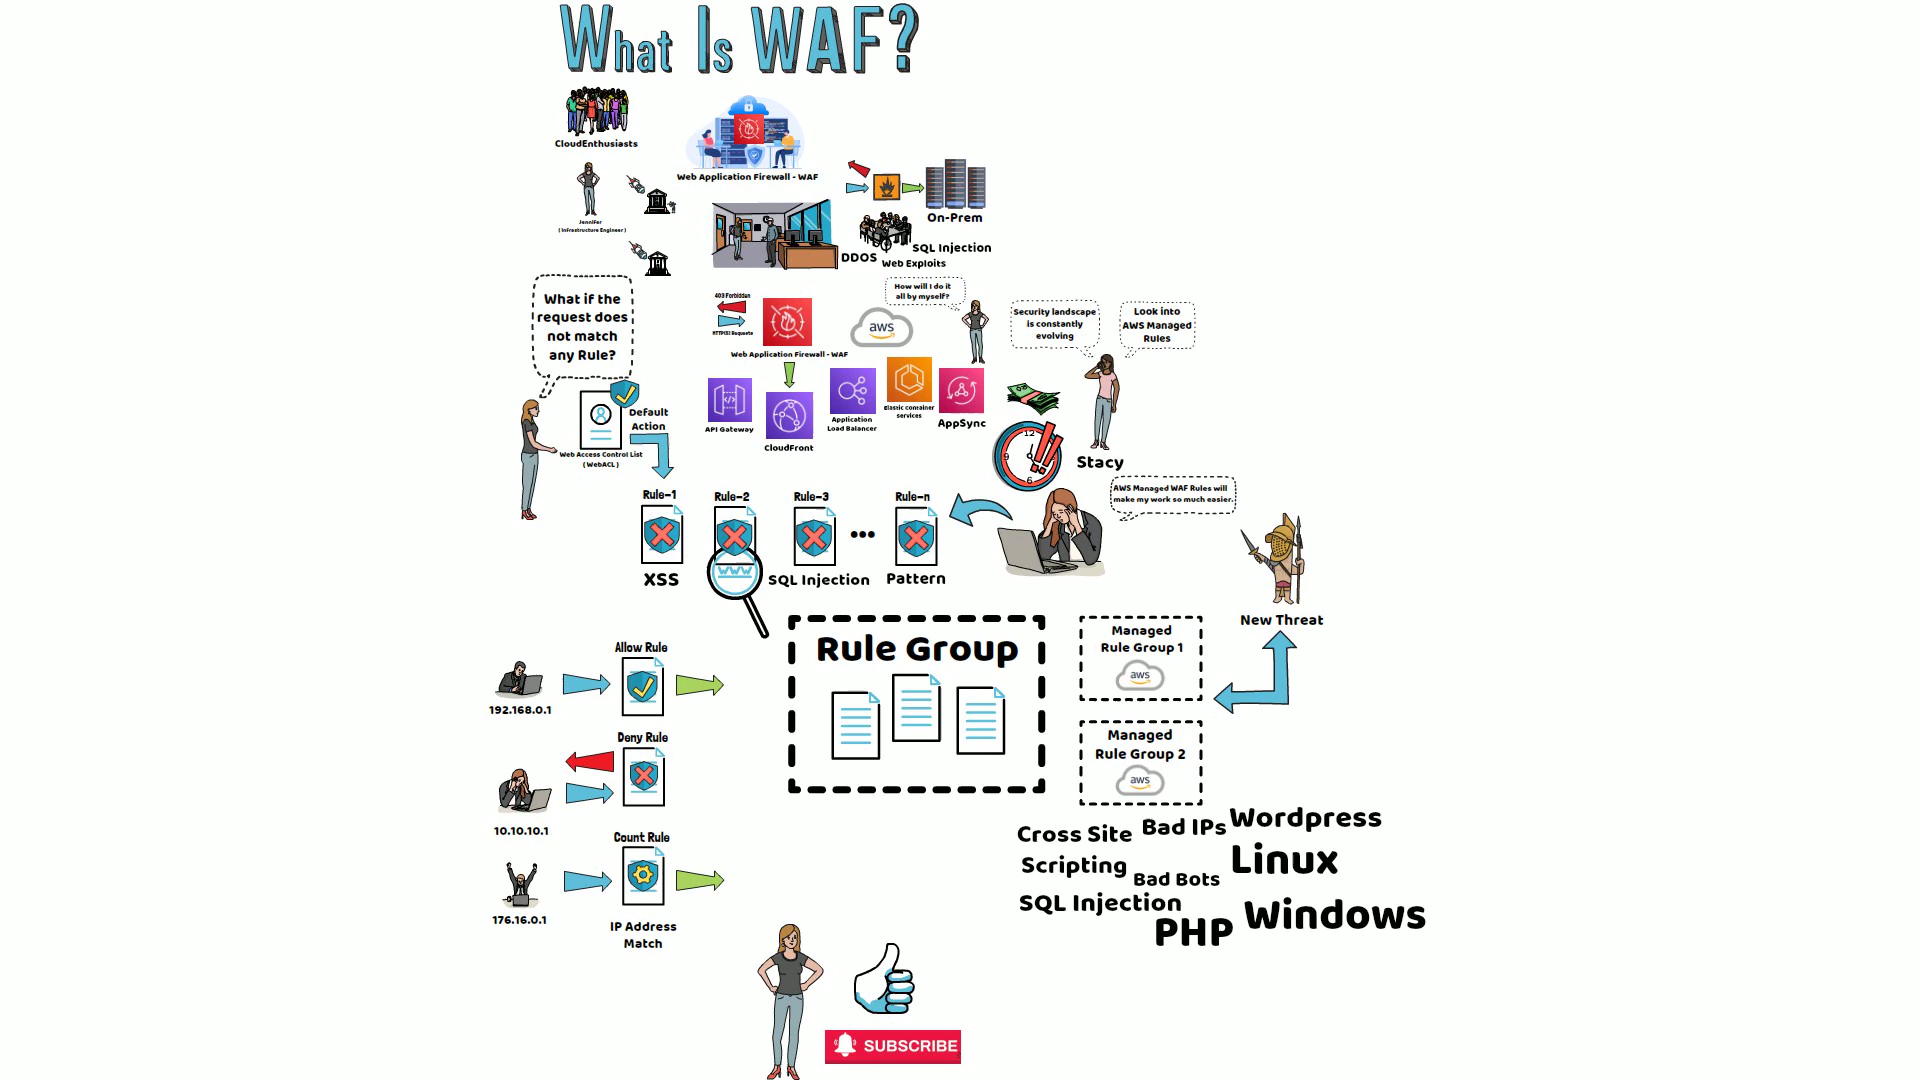 What Is WAF?
CloudEnthusiasts
Web Application Firewall - WAF
Jennifer
( Infrastructure Engineer )
On-Prem
DDOS
SQL Injection
Web Exploits
What if the
request does
not match
any Rule?
403 Forbidden
HTTP(S) Requests
Web Application Firewall - WAF
aws
How will I do it
all by myself?
Security landscape
is constantly
evolving
Look into
AWS Managed
Rules
API Gateway
CloudFront
Application
Load Balancer
Elastic Container
services
AppSync
Default
Action
Web Access Control List
( WebACL )
12
9
6
Stacy
AWS Managed WAF Rules will
make my work so much easier.
Rule-1
Rule-2
Rule-3
Rule-n
www
XSS
SQL Injection
Pattern
New Threat
Allow Rule
192.168.0.1
Deny Rule
10.10.10.1
Count Rule
176.16.0.1
IP Address
Match
Rule Group
Managed
Rule Group 1
aws
Managed
Rule Group 2
aws
Cross Site
Scripting
Bad IPs
Wordpress
Linux
Bad Bots
SQL Injection
PHP
Windows
SUBSCRIBE